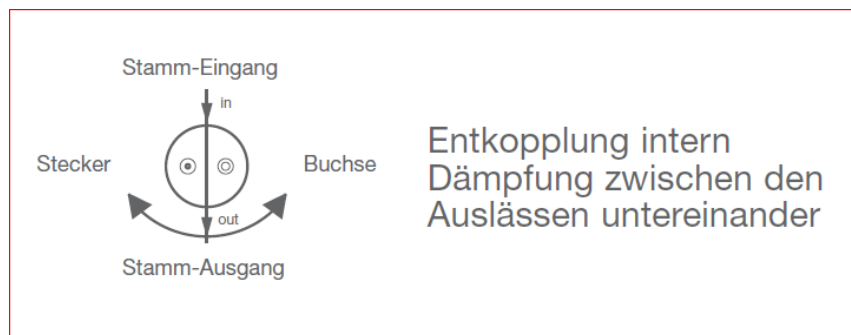 Stamm-Eingang
in
Stecker
Buchse
out
Stamm-Ausgang
Entkopplung intern
Dämpfung zwischen den
Auslässen untereinander